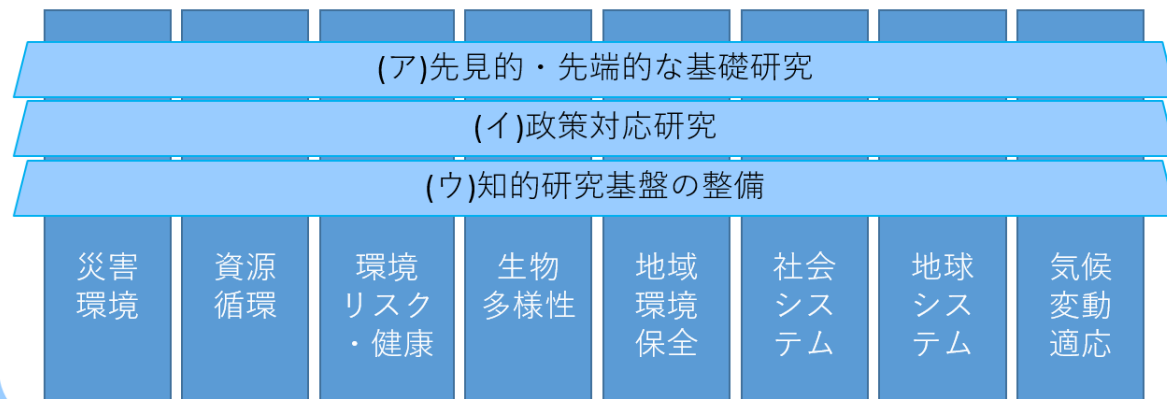 (ア)先見的・先端的な基礎研究
(イ)政策対応研究
(ウ)知的研究基盤の整備
災害
環境
資源
循環
環境
リスク
・健康
生物
多様性
地域
環境
保全
社会
シス
テム
地球
シス
テム
気候
変動
適応